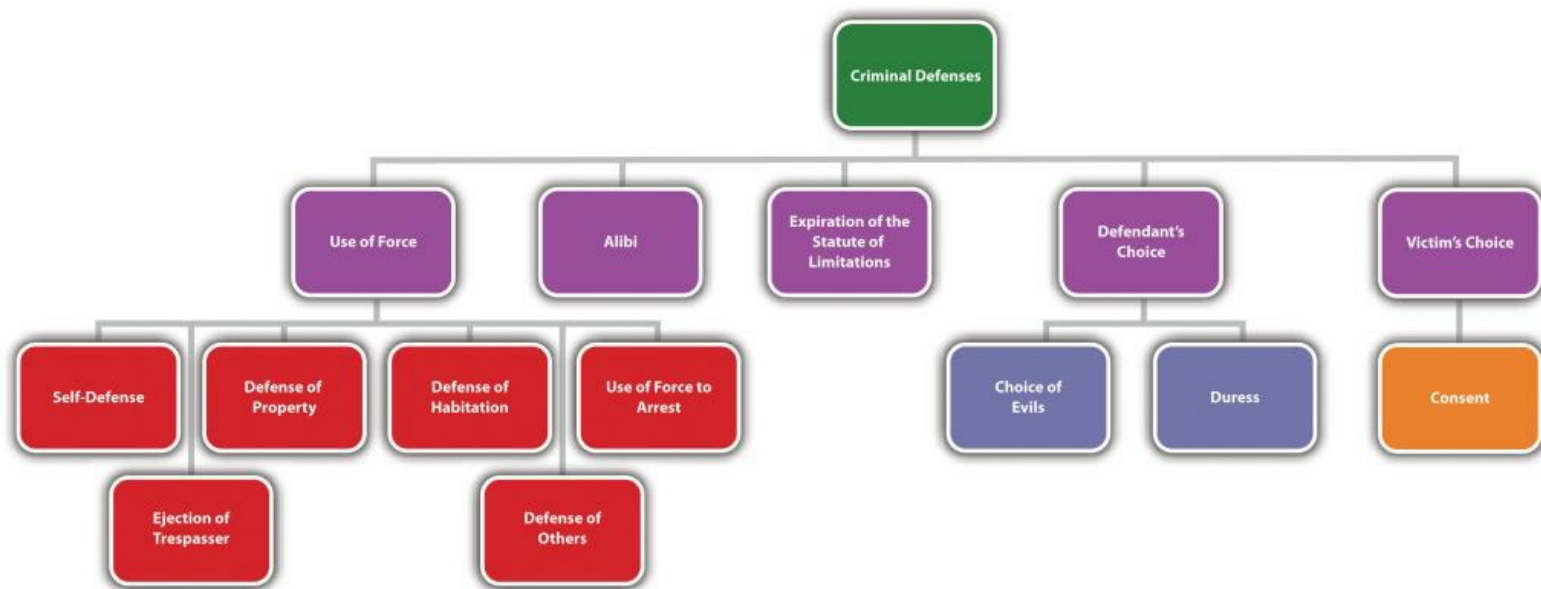 Criminal Defenses
Use of Force
Alibi
Expiration of the
Statute of
Limitations
Defendant's
Choice
Victim's Choice
Self-Defense
Defense of
Property
Defense of
Habitation
Use of Force to
Arrest
Choice of
Evils
Duress
Consent
Ejection of
Trespasser
Defense of
Others